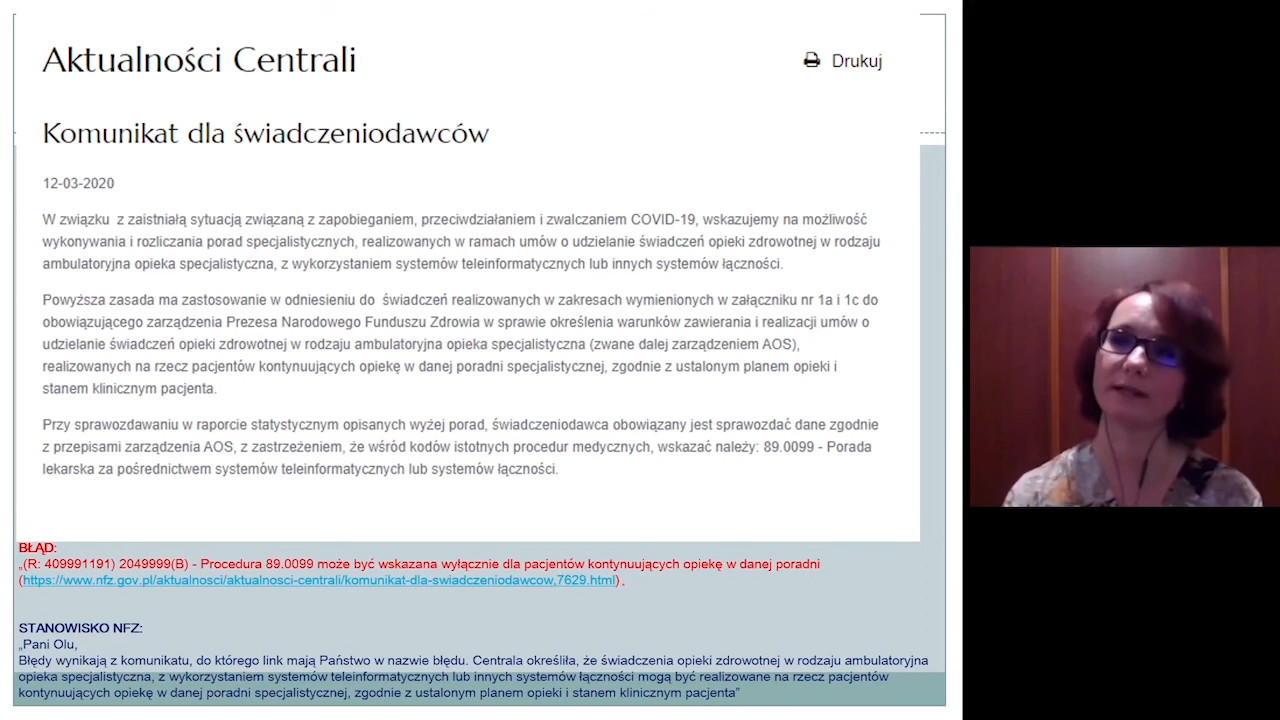 Aktualności Centrali
Drukuj
Komunikat dla świadczeniodawców
12-03-2020
W związku z zaistniałą sytuacją związaną z zapobieganiem, przeciwdziałaniem i zwalczaniem COVID-19, wskazujemy na możliwość
wykonywania i rozliczania porad specjalistycznych, realizowanych w ramach umów o udzielanie świadczeń opieki zdrowotnej w rodzaju
ambulatoryjna opieka specjalistyczna, z wykorzystaniem systemów teleinformatycznych lub innych systemów łączności.
Powyższa zasada ma zastosowanie w odniesieniu do świadczeń realizowanych w zakresach wymienionych w załączniku nr 1a i 1c do
obowiązującego zarządzenia Prezesa Narodowego Funduszu Zdrowia w sprawie określenia warunków zawierania i realizacji umów o
udzielanie świadczeń opieki zdrowotnej w rodzaju ambulatoryjna opieka specjalistyczna (zwane dalej zarządzeniem AOS),
realizowanych na rzecz pacjentów kontynuujących opiekę w danej poradni specjalistycznej, zgodnie z ustalonym planem opieki i
stanem klinicznym pacjenta.
Przy sprawozdawaniu w raporcie statystycznym opisanych wyżej porad, świadczeniodawca obowiązany jest sprawozdać dane zgodnie
z przepisami zarządzenia AOS, z zastrzeżeniem, że wśród kodów istotnych procedur medycznych, wskazać należy: 89.0099 - Porada
lekarska za pośrednictwem systemów teleinformatycznych lub systemów łączności.
BŁĄD:
„(R: 409991191) 2049999(B) - Procedura 89.0099 może być wskazana wyłącznie dla pacjentów kontynuujących opiekę w danej poradni
(https://www.nfz.gov.pl/aktualnosci/aktualnosci-centrali/komunikat-dla-swiadczeniodawcow,7629.html) ,
STANOWISKO NFZ:
„Pani Olu,
Błędy wynikają z komunikatu, do którego link mają Państwo w nazwie błędu. Centrala określiła, że świadczenia opieki zdrowotnej w rodzaju ambulatoryjna
opieka specjalistyczna, z wykorzystaniem systemów teleinformatycznych lub innych systemów łączności mogą być realizowane na rzecz pacjentów
kontynuujących opiekę w danej poradni specjalistycznej, zgodnie z ustalonym planem opieki i stanem klinicznym pacjenta”